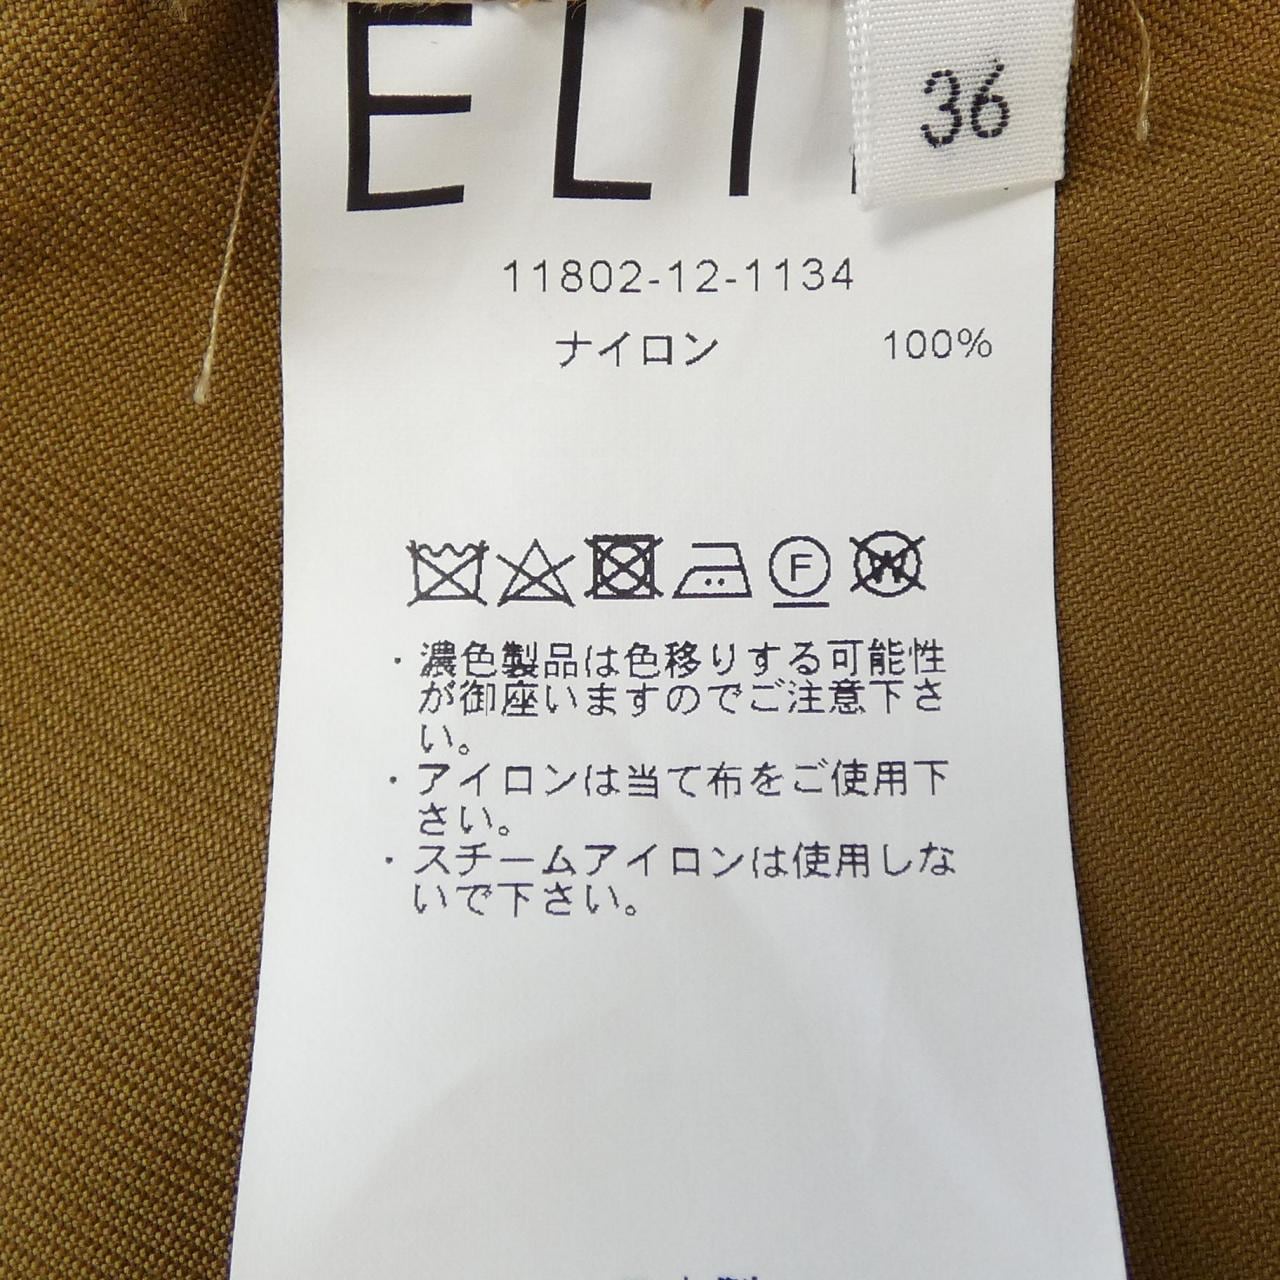 ELI
36
11802-12-1134
ナイロン 100%
F
W
・濃色製品は色移りする可能性
が御座いますのでご注意下さ
い。
・アイロンは当て布をご使用下
さい。
・スチームアイロンは使用しな
いで下さい。